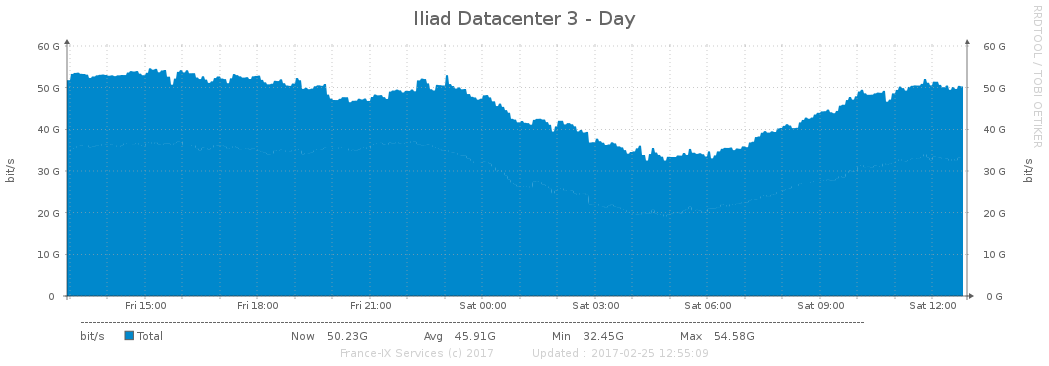 Iliad Datacenter 3 - Day
RRDTOOL / TOBI OETIKER
60 G 60 G
50 G 50 G
40 G 40 G
30 G 30 G
20 G 20 G
10 G 10 G
0 0 G
bit/s bit/s
Fri 15:00 Fri 18:00 Fri 21:00 Sat 00:00 Sat 03:00 Sat 06:00 Sat 09:00 Sat 12:00
bit/s Total Now 50.23G Avg 45.91G Min 32.45G Max 54.58G
France-IX Services (c) 2017 Updated : 2017-02-25 12:55:09